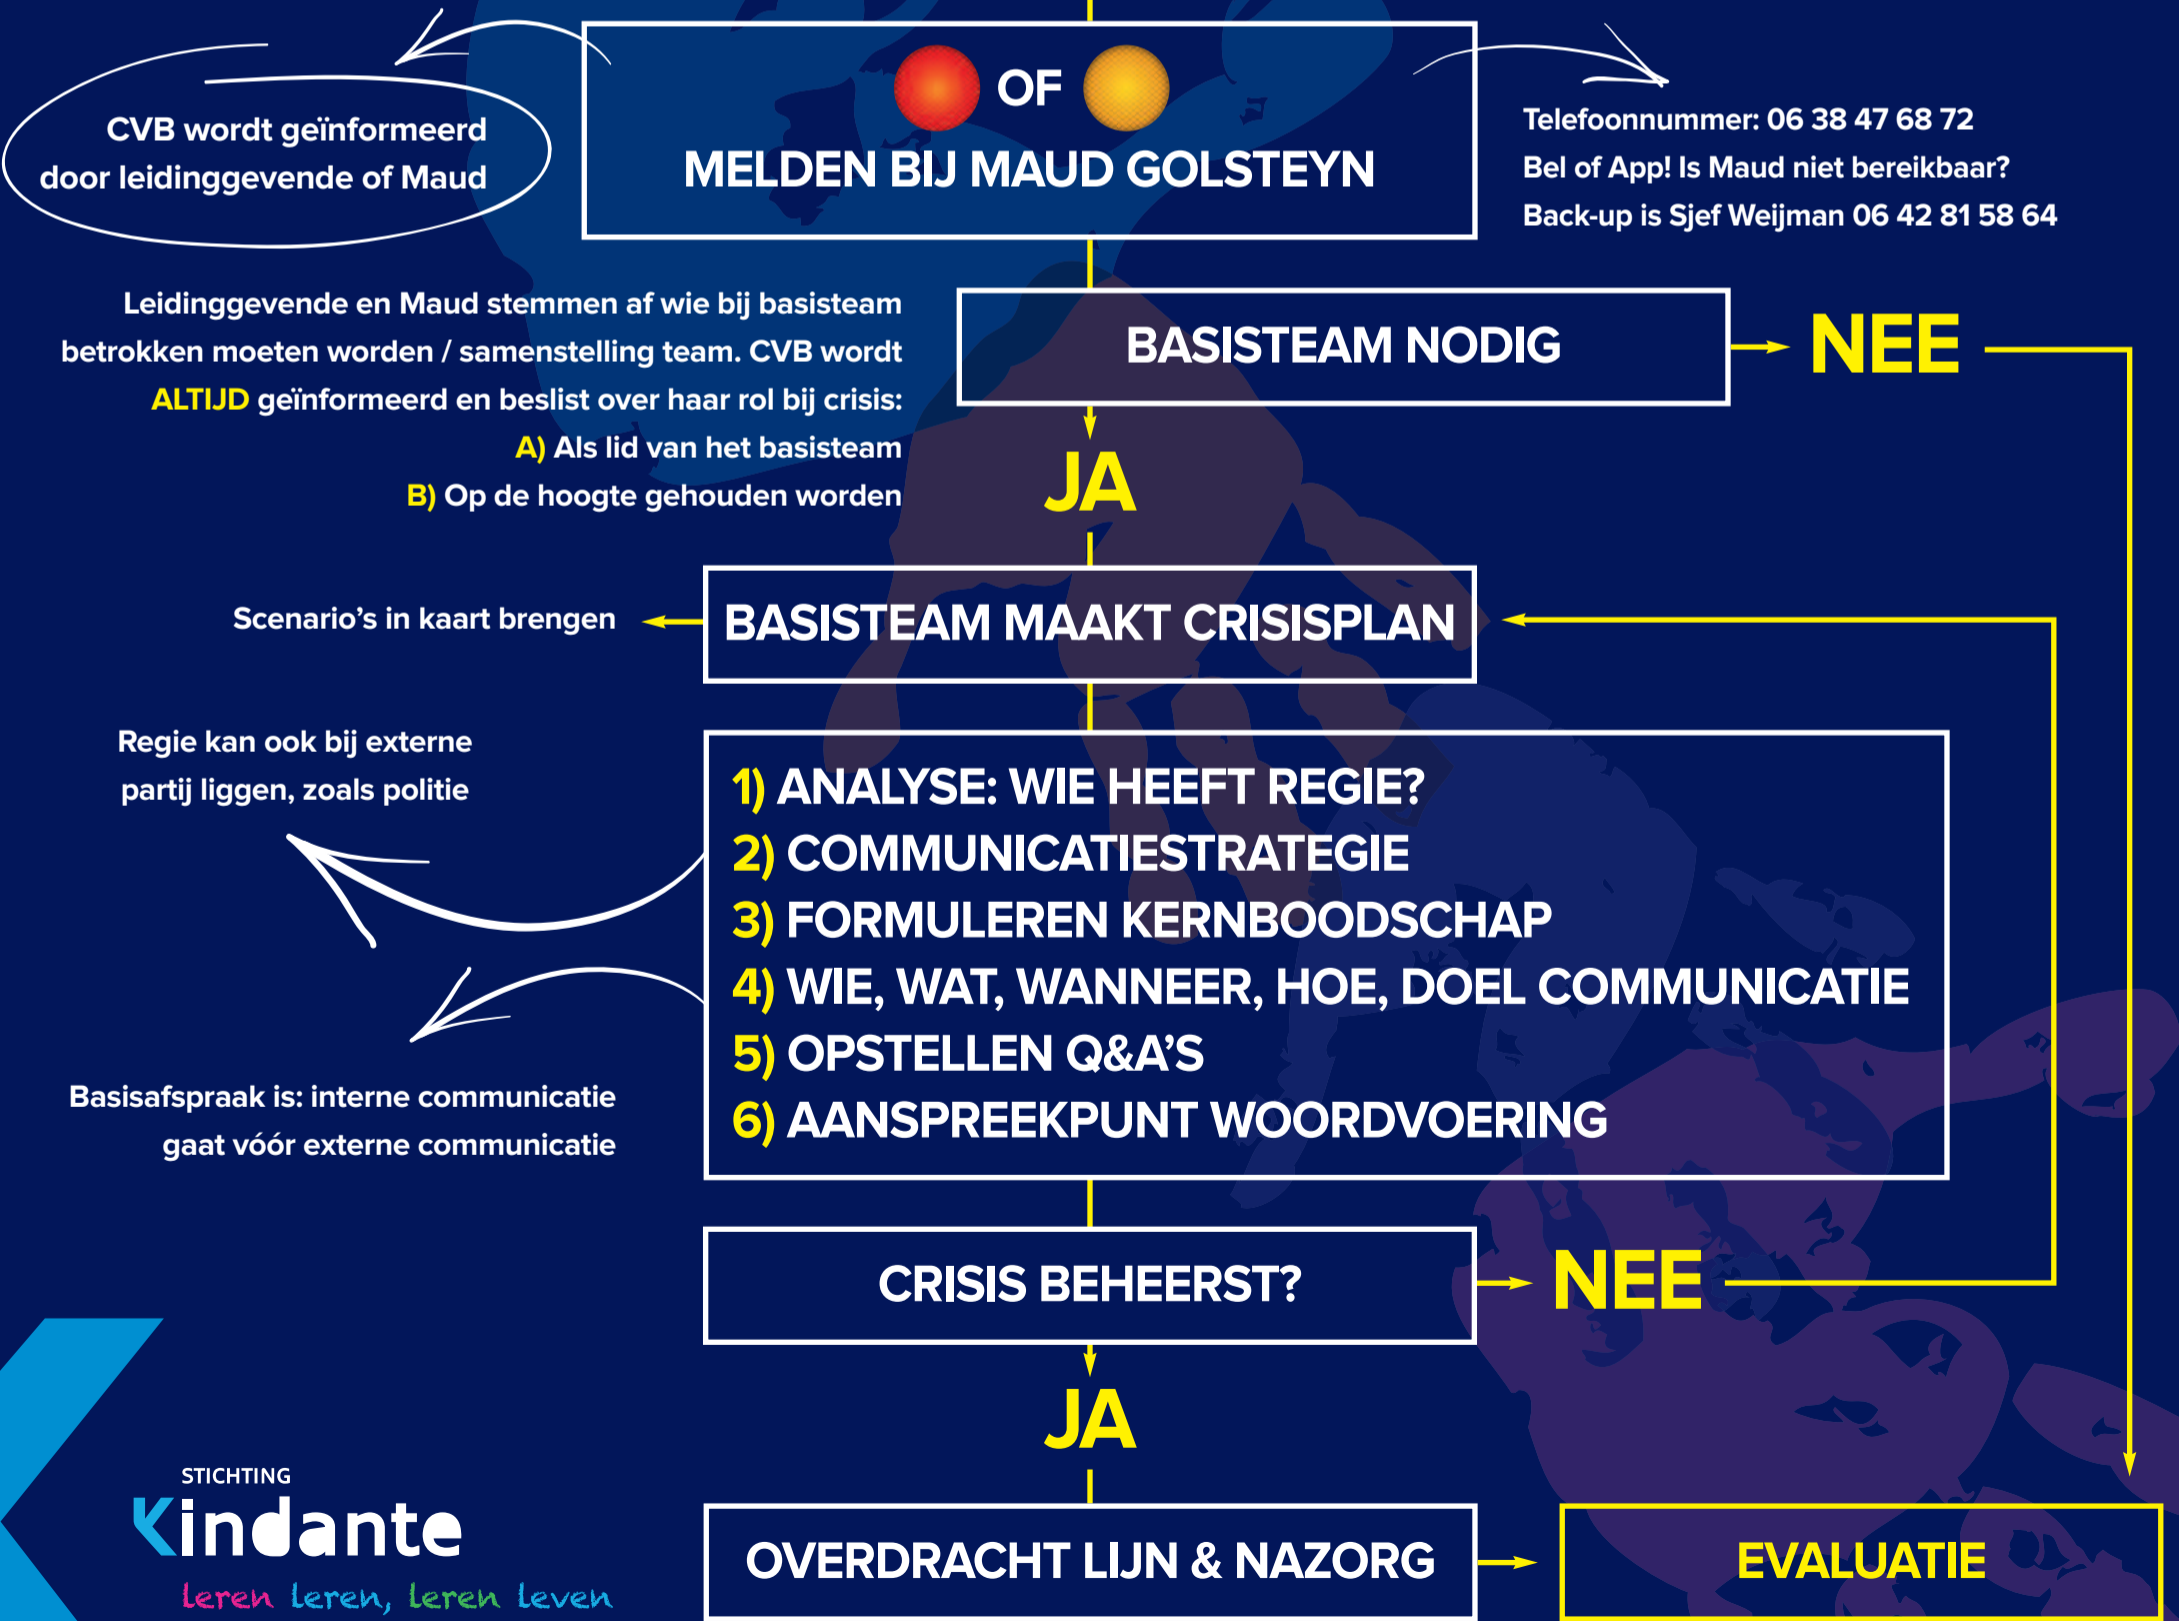 OF
MELDEN BIJ MAUD GOLSTEYN
CVB wordt geïnformeerd
door leidinggevende of Maud
Telefoonnummer: 06 38 47 68 72
Bel of App! Is Maud niet bereikbaar?
Back-up is Sjef Weijman 06 42 81 58 64
Leidinggevende en Maud stemmen af wie bij basisteam
betrokken moeten worden / samenstelling team. CVB wordt
ALTIJD geïnformeerd en beslist over haar rol bij crisis:
A) Als lid van het basisteam
B) Op de hoogte gehouden worden
BASISTEAM NODIG
NEE
JA
Scenario's in kaart brengen
BASISTEAM MAAKT CRISISPLAN
Regie kan ook bij externe
partij liggen, zoals politie
1) ANALYSE: WIE HEEFT REGIE?
2) COMMUNICATIESTRATEGIE
3) FORMULEREN KERNBOODSCHAP
4) WIE, WAT, WANNEER, HOE, DOEL COMMUNICATIE
5) OPSTELLEN Q&A'S
6) AANSPREEKPUNT WOORDVOERING
Basisafspraak is: interne communicatie
gaat vóór externe communicatie
CRISIS BEHEERST?
NEE
JA
OVERDRACHT LIJN & NAZORG
EVALUATIE
STICHTING
Kindante
leren leren, leren leven